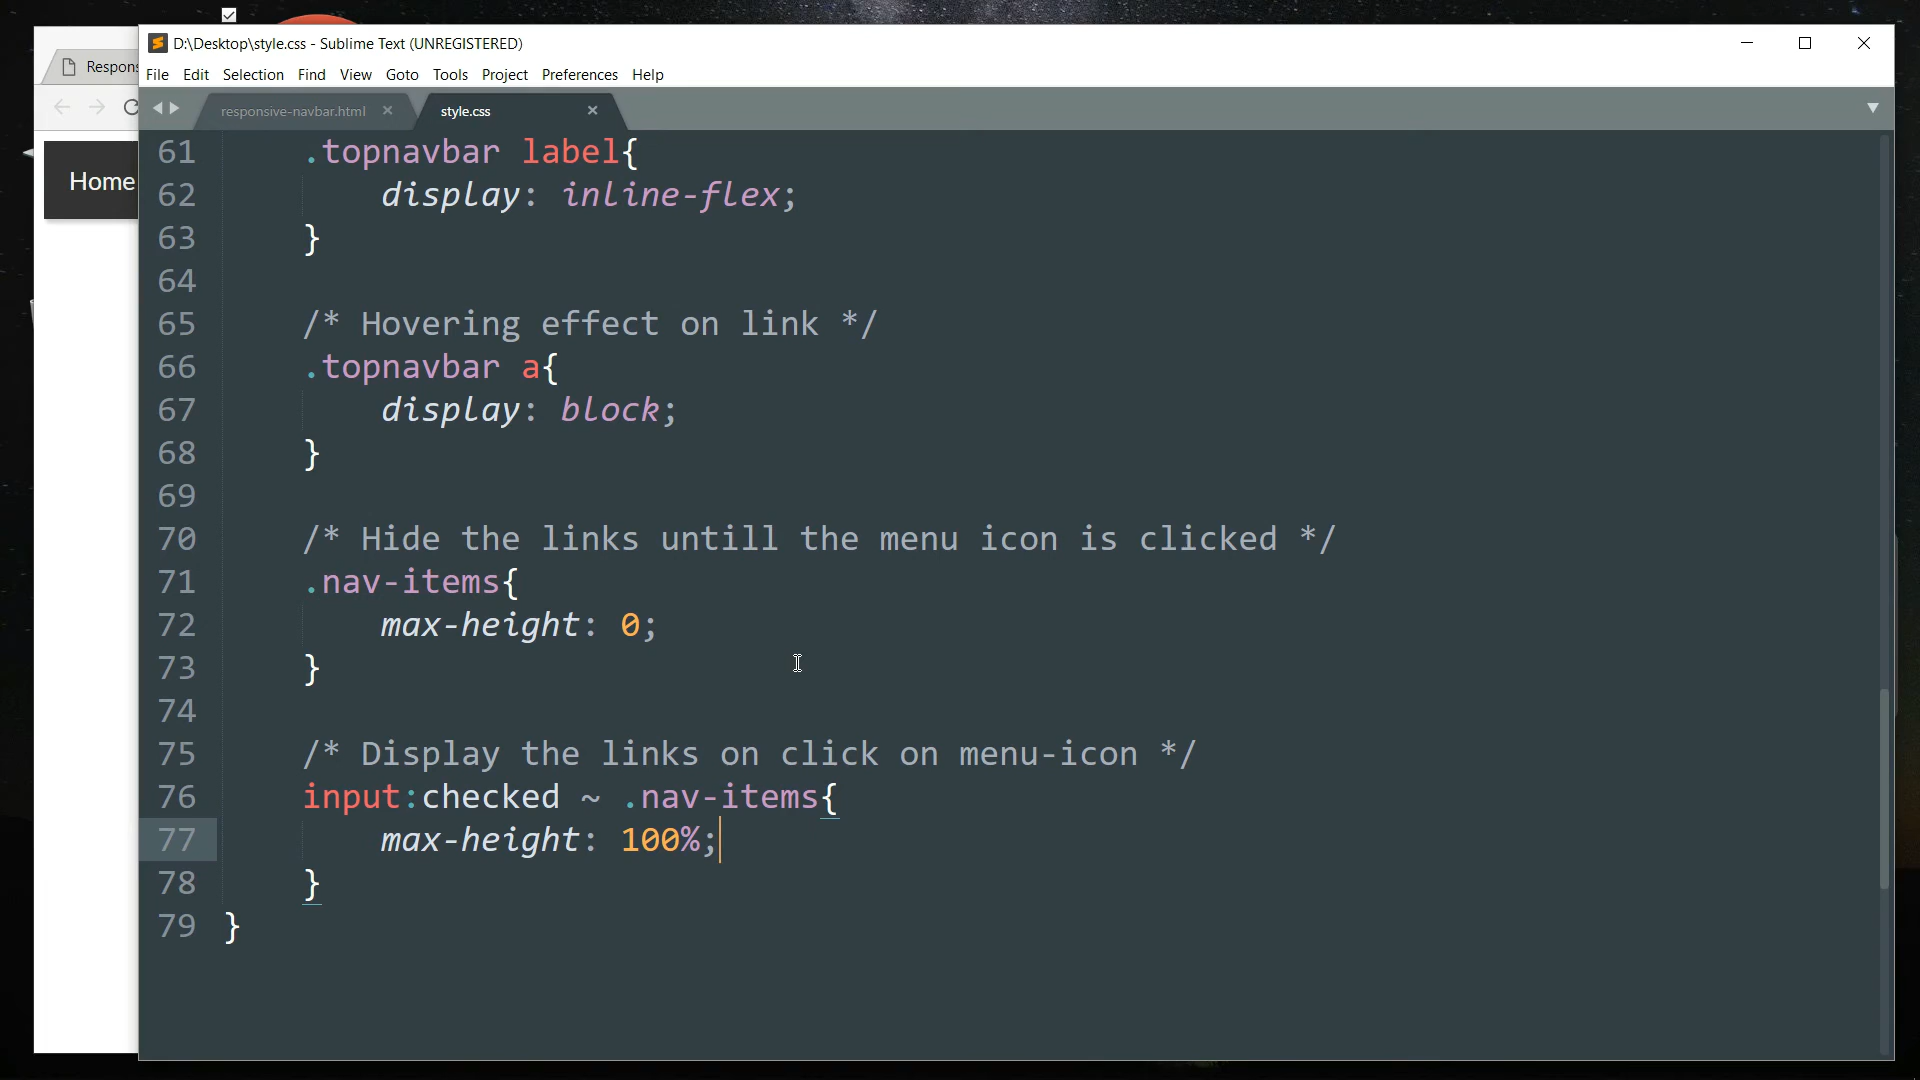 D:\Desktop\style.css - Sublime Text (UNREGISTERED)
File Edit Selection Find View Goto Tools Project Preferences Help
Respons
responsive-navbar.html
style.css
Home
61 .topnavbar label{
62 display: inline-flex;
63 }
64
65 /* Hovering effect on link */
66 .topnavbar a{
67 display: block;
68 }
69
70 /* Hide the links untill the menu icon is clicked */
71 .nav-items{
72 max-height: 0;
73 }
74
75 /* Display the links on click on menu-icon */
76 input:checked ~ .nav-items{
77 max-height: 100%;
78 }
79 }